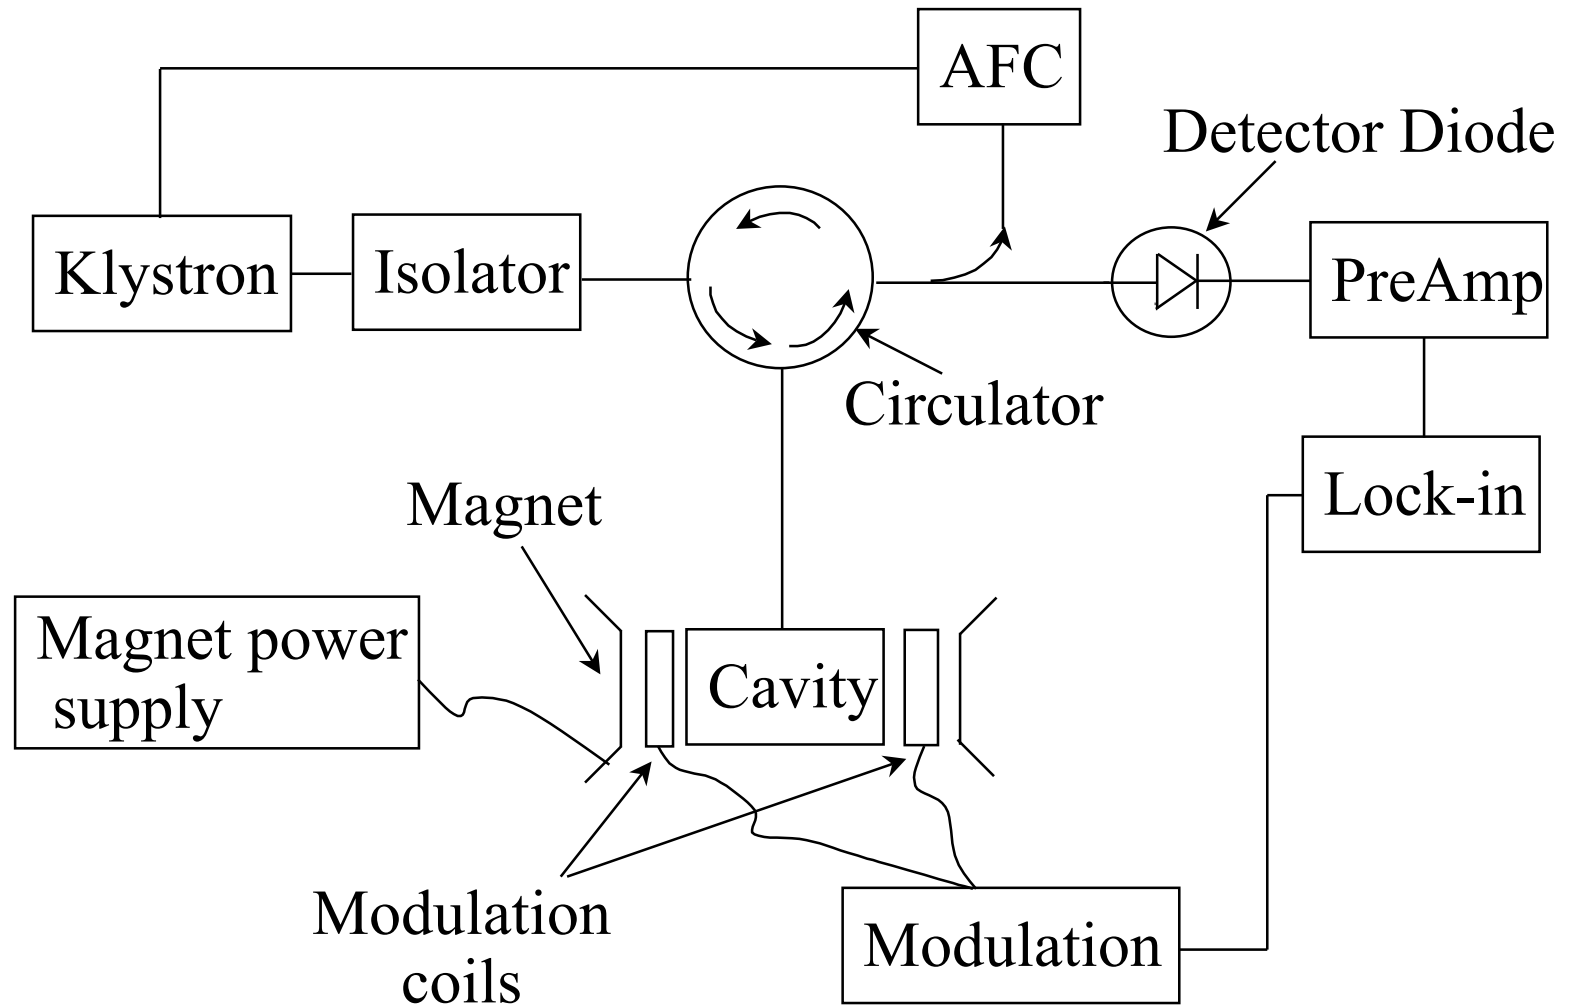 AFC
Detector Diode
Klystron
Isolator
PreAmp
Circulator
Lock-in
Magnet
Magnet power
supply
Cavity
Modulation
coils
Modulation